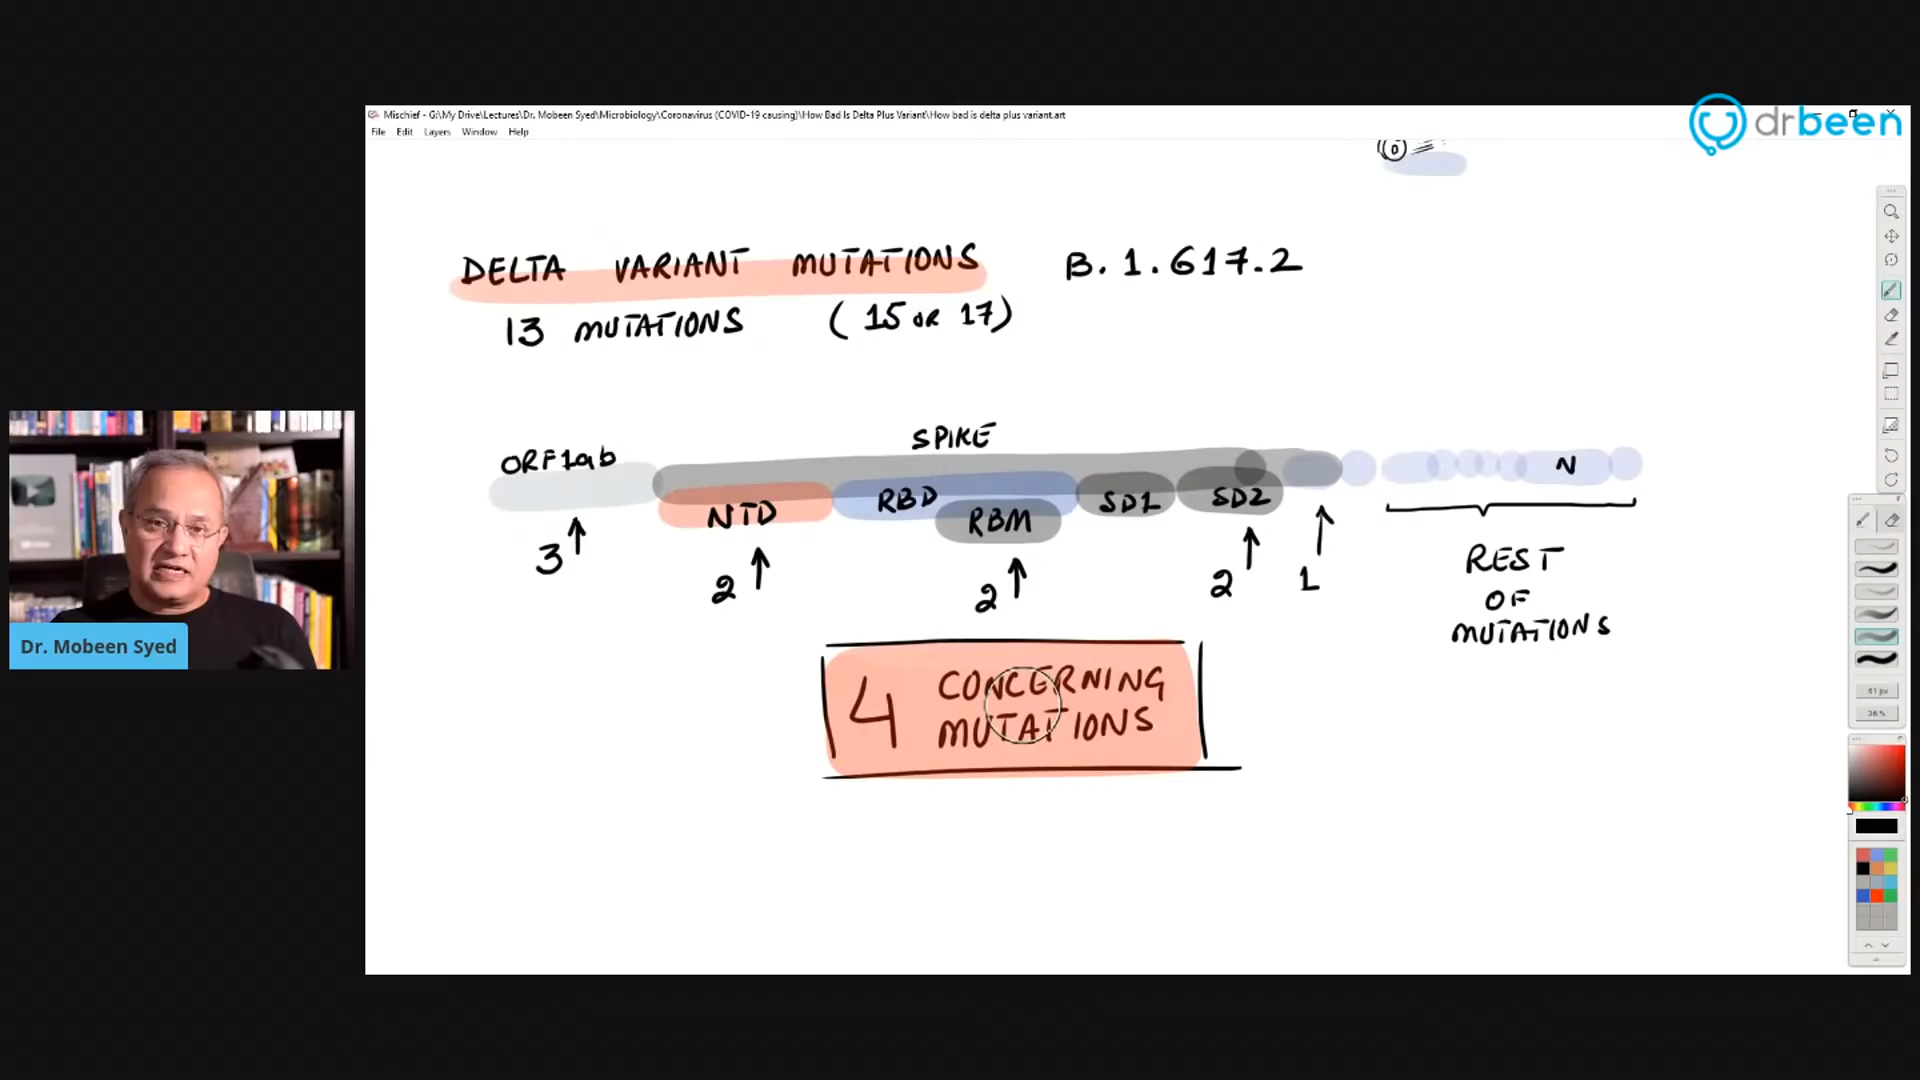 Mischief - G:\My Drive\Lectures\Dr. Mobeen Syed\Microbiology\Coronavirus (COVID-19 causing)\How Bad Is Delta Plus Variant\How bad is delta plus variant.art
drbeen
File Edit Layers Window Help
DELTA VARIANT MUTATIONS B.1.617.2
13 MUTATIONS (15 OR 17)
SPIKE
ORF1ab
N
NTD RBD SD1 SD2
RBM
3 2 2 2 1
REST
OF
MUTATIONS
4 CONCERNING
MUTATIONS
Dr. Mobeen Syed
61 px
36%